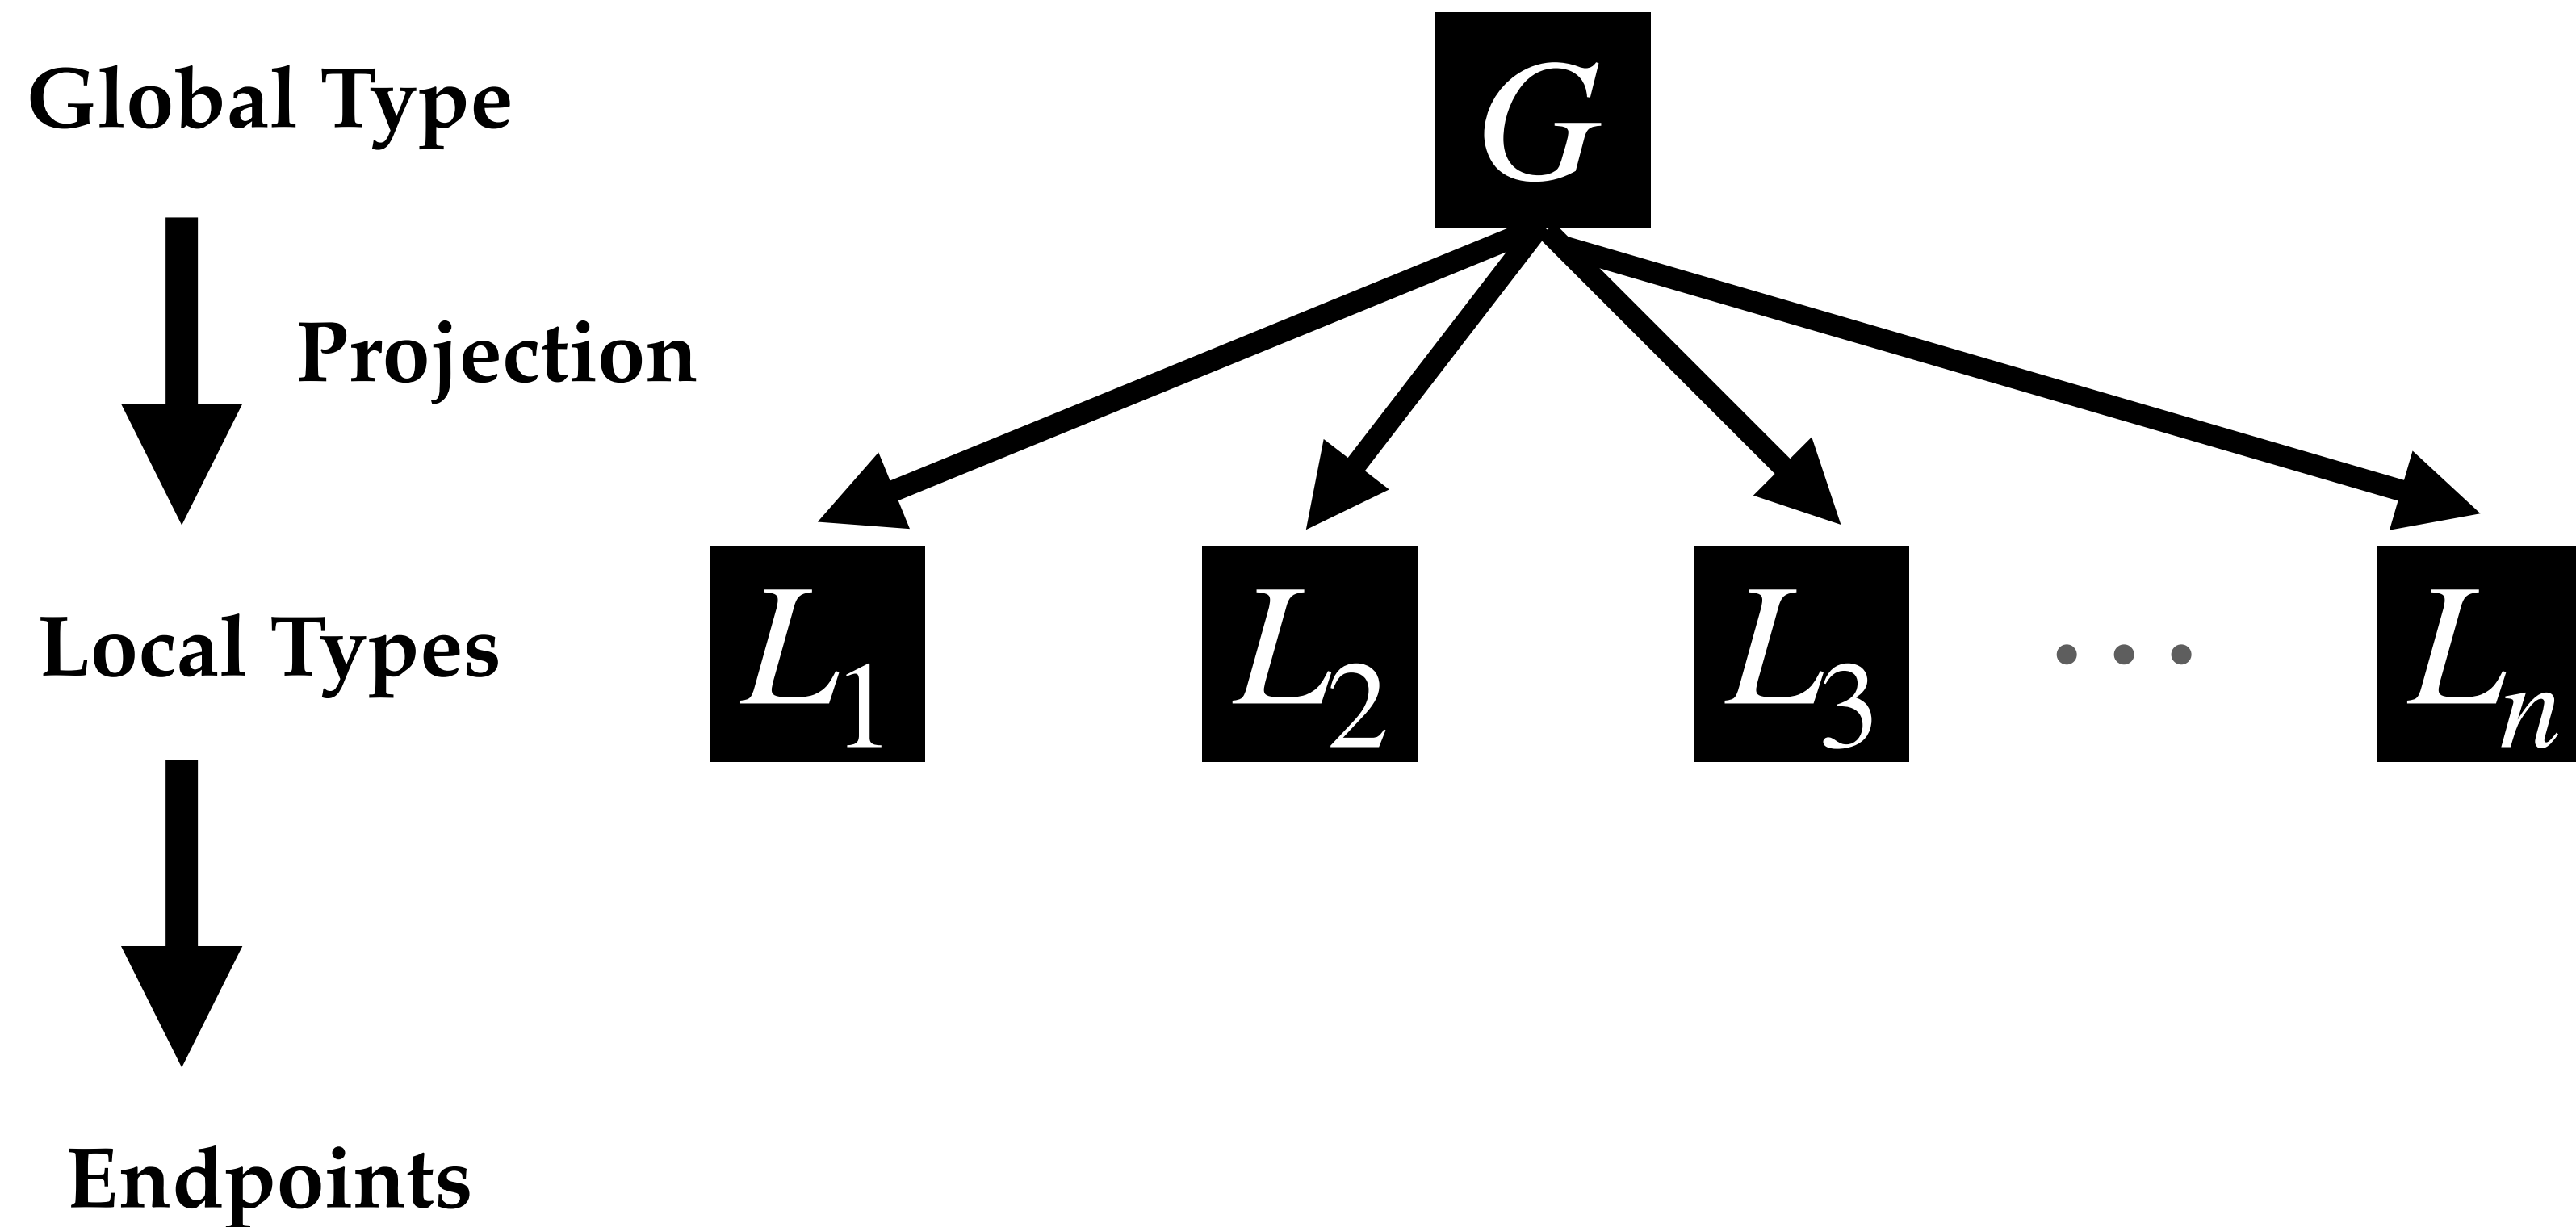 Global Type
G
Projection
Local Types
L1
L2
L3
...
Ln
Endpoints